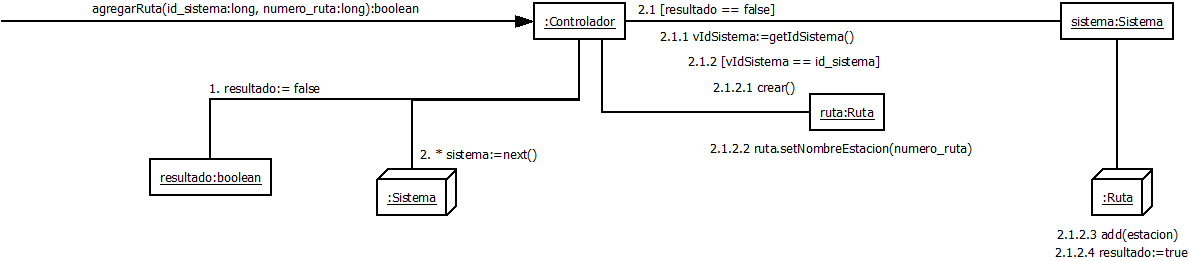 agregarRuta(id_sistema:long, numero_ruta:long):boolean
:Controlador
2.1 [resultado == false]
sistema:Sistema
2.1.1 vIdSistema:=getIdSistema()
2.1.2 [vIdSistema == id_sistema]
1. resultado:= false
2.1.2.1 crear()
ruta:Ruta
2. * sistema:=next()
2.1.2.2 ruta.setNombreEstacion(numero_ruta)
resultado:boolean
:Sistema
:Ruta
2.1.2.3 add(estacion)
2.1.2.4 resultado:=true